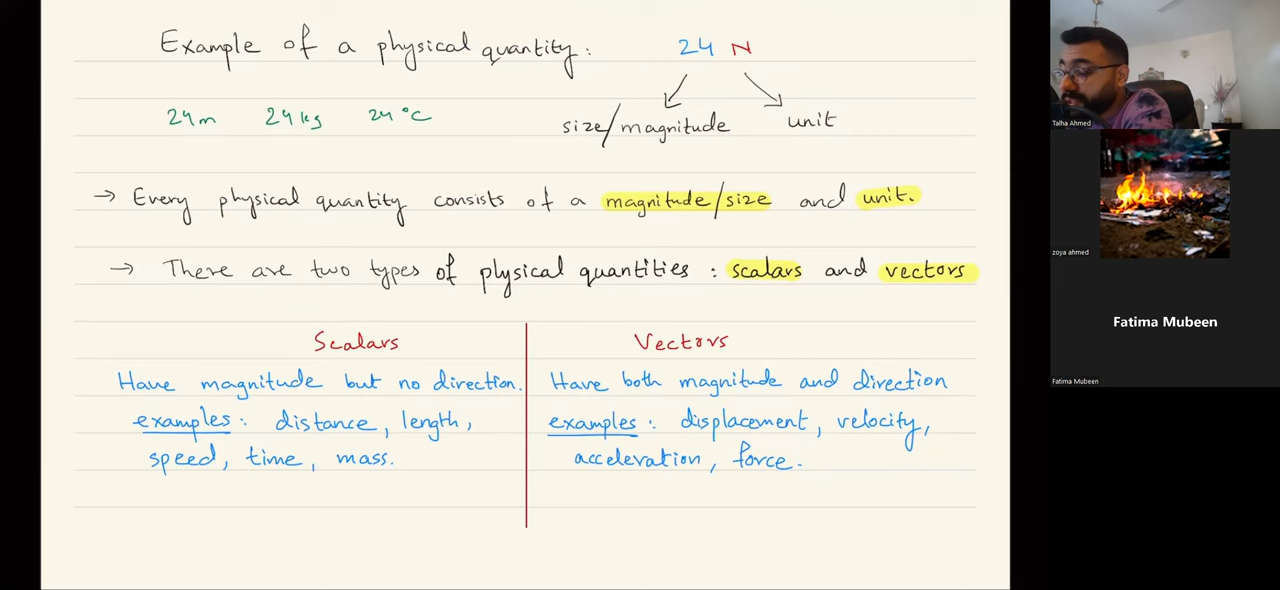 Example of a physical quantity: 24 N
24m 24kg 24°C
size/magnitude unit
→ Every physical quantity consists of a magnitude/size and unit.
→ There are two types of physical quantities: scalars and vectors
Scalars
Have magnitude but no direction.
examples: distance, length,
speed, time, mass.
Vectors
Have both magnitude and direction
examples: displacement, velocity,
acceleration, force.
Talha Ahmed
zoya ahmed
Fatima Mubeen
Fatima Mubeen